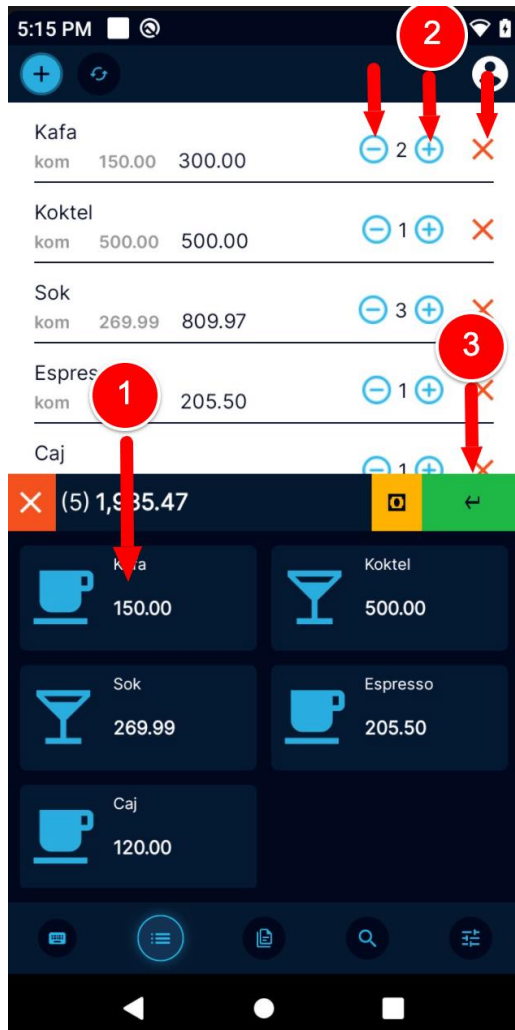 5:15 PM
2
Kafa
kom 150.00 300.00 2
Koktel
kom 500.00 500.00 1
Sok
kom 269.99 809.97 3
3
1
kom 205.50 1
Caj
1
(5)
Koktel
150.00 500.00
Sok Espresso
269.99 205.50
Caj
120.00